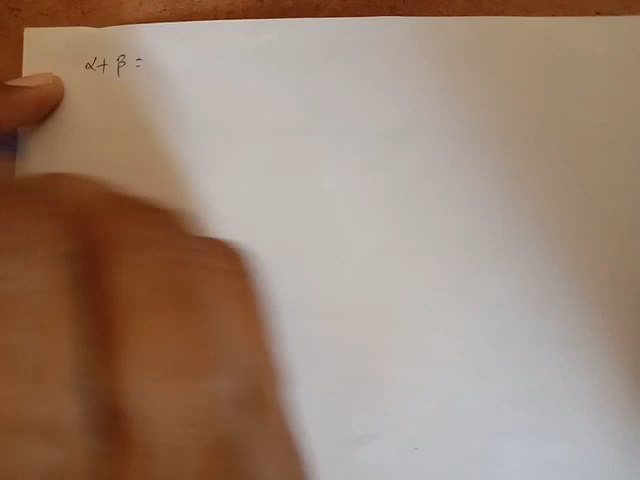 α+ β =